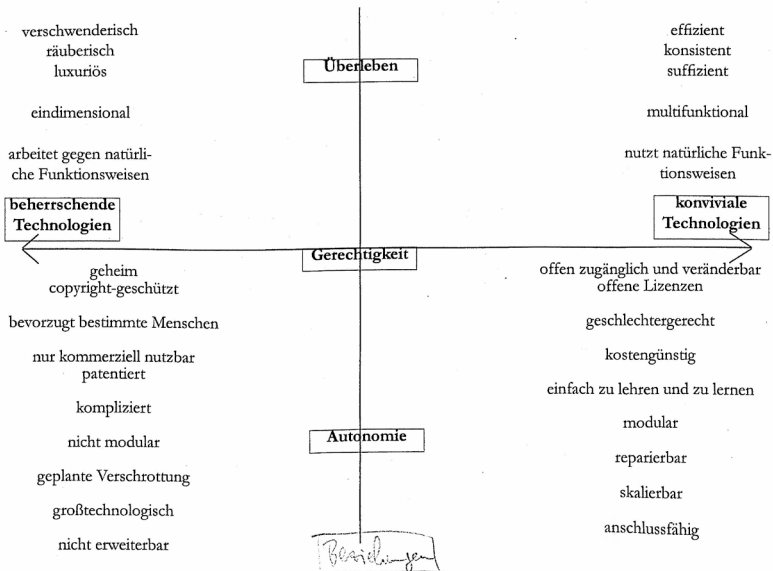 verschwenderisch
räuberisch
luxuriös
eindimensional
arbeitet gegen natürli-
che Funktionsweisen
beherrschende
Technologien
geheim
copyright-geschützt
bevorzugt bestimmte Menschen
nur kommerziell nutzbar
patentiert
kompliziert
nicht modular
geplante Verschrottung
großtechnologisch
nicht erweiterbar
Überleben
Gerechtigkeit
Autonomie
Beziehungen
effizient
konsistent
suffizient
multifunktional
nutzt natürliche Funk-
tionsweisen
konviviale
Technologien
offen zugänglich und veränderbar
offene Lizenzen
geschlechtergerecht
kostengünstig
einfach zu lehren und zu lernen
modular
reparierbar
skalierbar
anschlussfähig